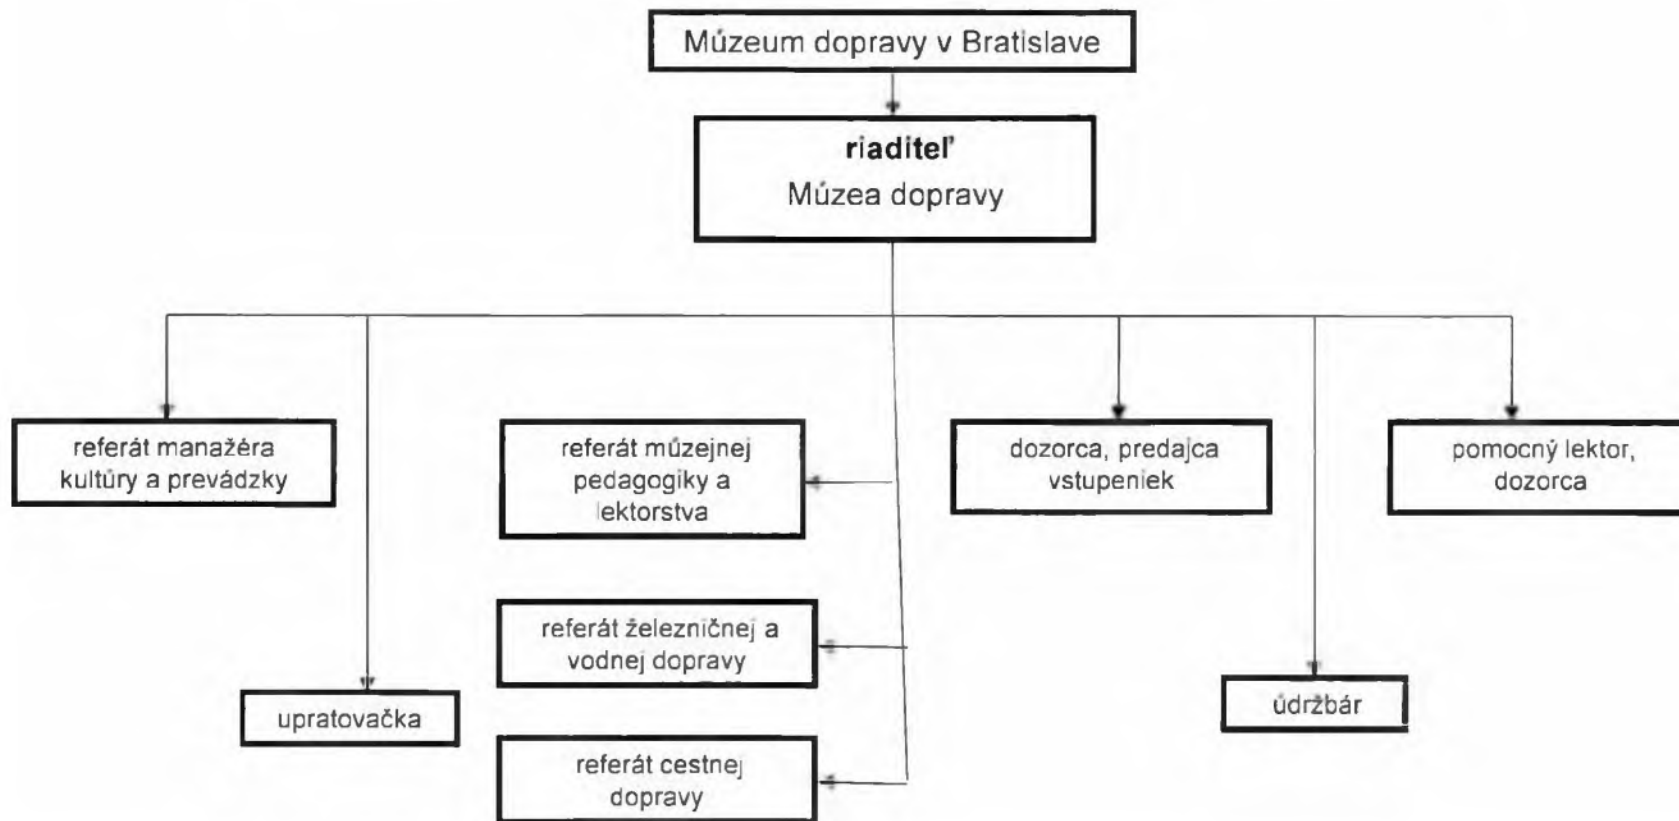 Múzeum dopravy v Bratislave
riaditeľ
Múzea dopravy
referát manažéra
kultúry a prevádzky
referát múzejnej
pedagogiky a
lektorstva
dozorca, predajca
vstupeniek
pomocný lektor,
dozorca
referát železničnej a
vodnej dopravy
upratovačka
údržbár
referát cestnej
dopravy